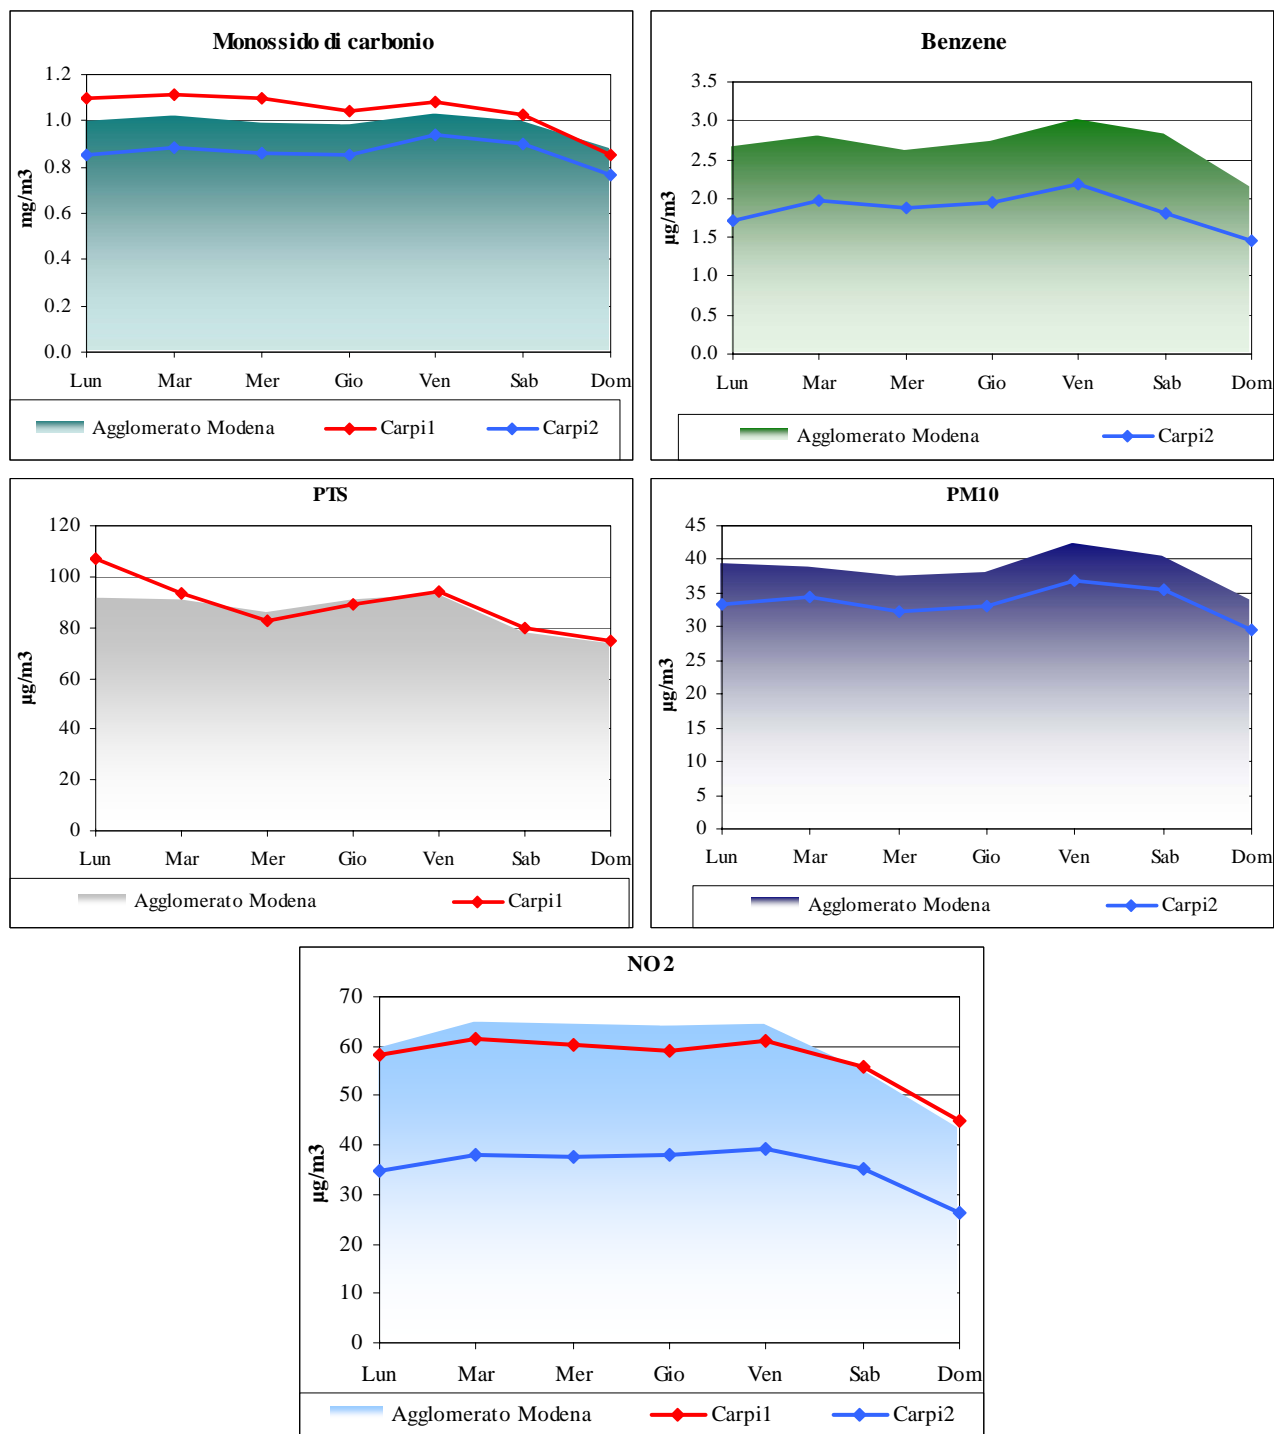 Monossido di carbonio
1.2
1.0
0.8
0.6
0.4
0.2
0.0
mg/m3
Lun Mar Mer Gio Ven Sab Dom
Agglomerato Modena Carpi1 Carpi2
Benzene
3.5
3.0
2.5
2.0
1.5
1.0
0.5
0.0
µg/m3
Lun Mar Mer Gio Ven Sab Dom
Agglomerato Modena Carpi2
PTS
120
100
80
60
40
20
0
µg/m3
Lun Mar Mer Gio Ven Sab Dom
Agglomerato Modena Carpi1
PM10
45
40
35
30
25
20
15
10
5
0
µg/m3
Lun Mar Mer Gio Ven Sab Dom
Agglomerato Modena Carpi2
NO2
70
60
50
40
30
20
10
0
µg/m3
Lun Mar Mer Gio Ven Sab Dom
Agglomerato Modena Carpi1 Carpi2